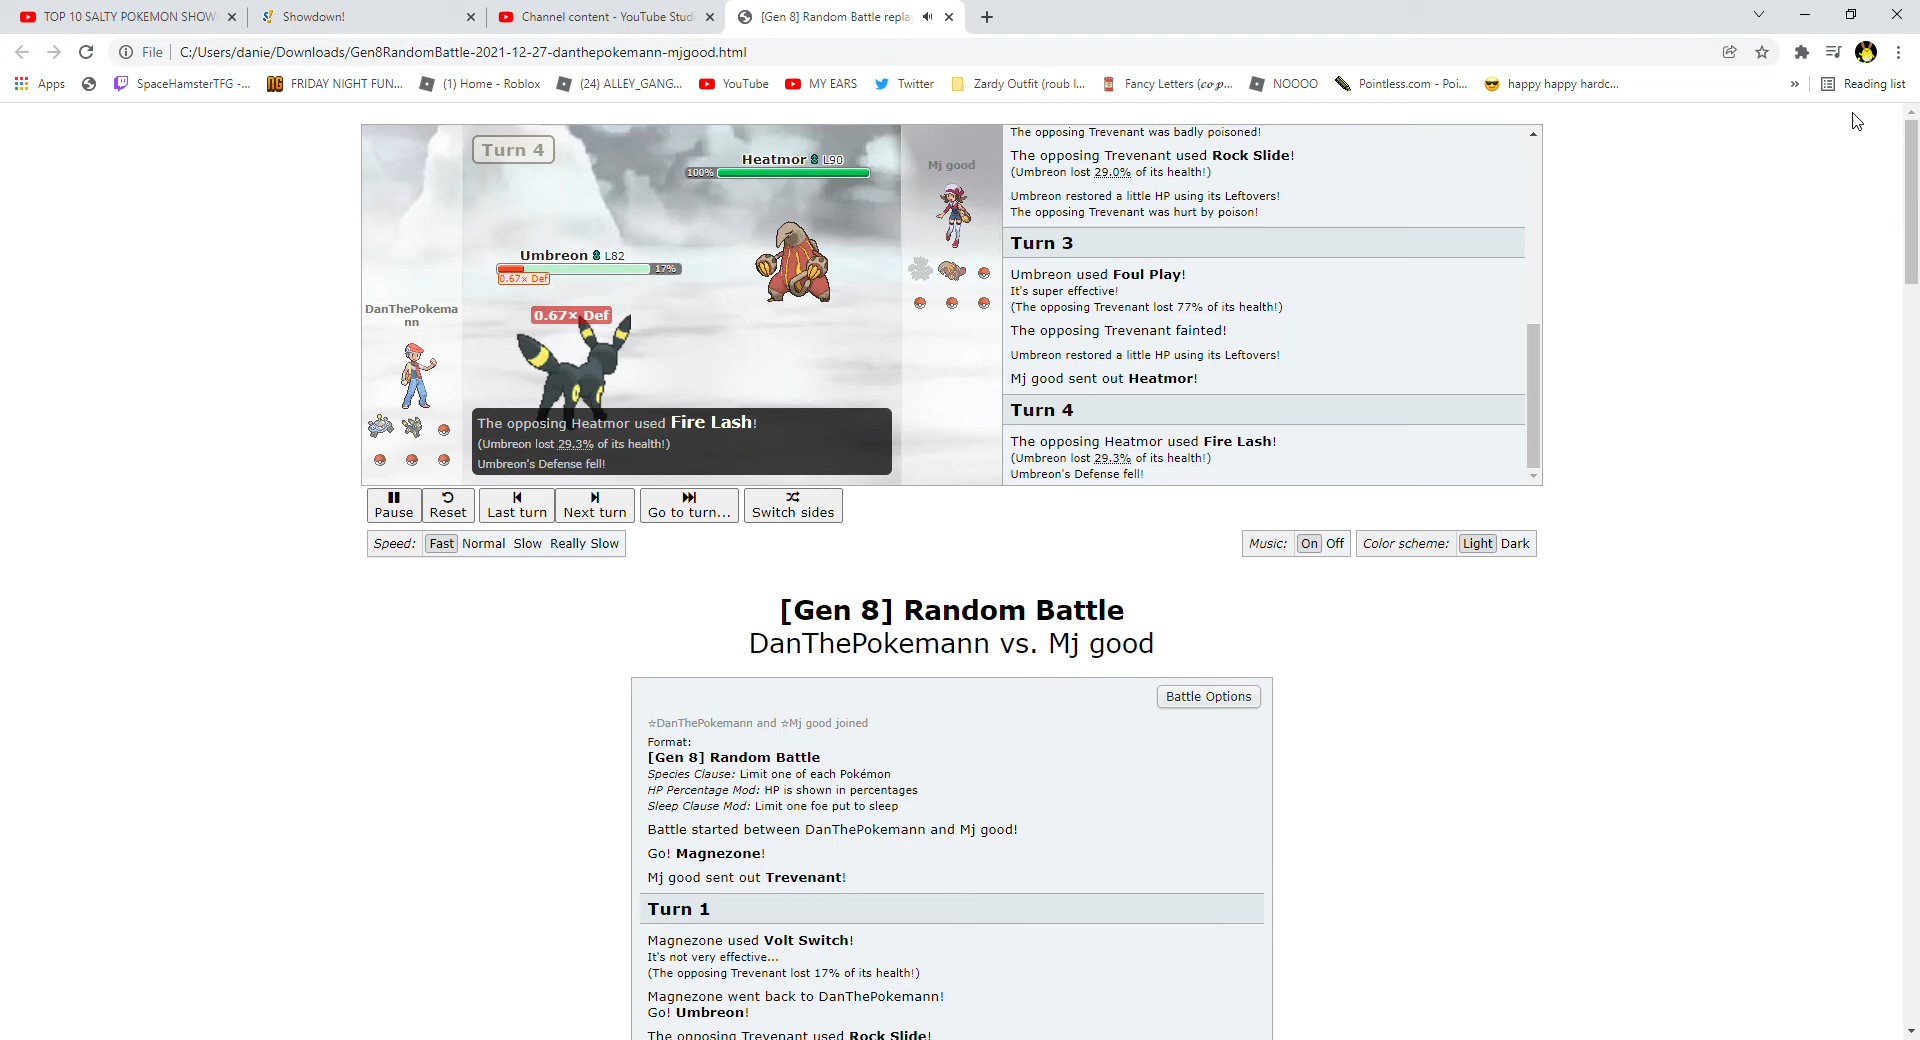 TOP 10 SALTY POKEMON SHOW
Showdown!
Channel content - YouTube Studi
[Gen 8] Random Battle repla
File
C:/Users/danie/Downloads/Gen8RandomBattle-2021-12-27-danthepokemann-mjgood.html
Apps
SpaceHamsterTFG -...
FRIDAY NIGHT FUN...
(1) Home - Roblox
(24) ALLEY_GANG...
YouTube
MY EARS
Twitter
Zardy Outfit (roub l...
Fancy Letters (𝓬𝓸 𝓹...
NOOOO
Pointless.com - Poi...
happy happy hardc...
»
Reading list
Turn 4
Heatmor L90
100%
Umbreon L82
17%
0.67× Def
0.67× Def
DanThePokema
nn
Mj good
The opposing Heatmor used Fire Lash!
(Umbreon lost 29.3% of its health!)
Umbreon's Defense fell!
The opposing Trevenant was badly poisoned!
The opposing Trevenant used Rock Slide!
(Umbreon lost 29.0% of its health!)
Umbreon restored a little HP using its Leftovers!
The opposing Trevenant was hurt by poison!
Turn 3
Umbreon used Foul Play!
It's super effective!
(The opposing Trevenant lost 77% of its health!)
The opposing Trevenant fainted!
Umbreon restored a little HP using its Leftovers!
Mj good sent out Heatmor!
Turn 4
The opposing Heatmor used Fire Lash!
(Umbreon lost 29.3% of its health!)
Umbreon's Defense fell!
Pause
Reset
Last turn
Next turn
Go to turn...
Switch sides
Speed: Fast Normal Slow Really Slow
Music: On Off
Color scheme: Light Dark
[Gen 8] Random Battle
DanThePokemann vs. Mj good
Battle Options
☆DanThePokemann and ☆Mj good joined
Format:
[Gen 8] Random Battle
Species Clause: Limit one of each Pokémon
HP Percentage Mod: HP is shown in percentages
Sleep Clause Mod: Limit one foe put to sleep
Battle started between DanThePokemann and Mj good!
Go! Magnezone!
Mj good sent out Trevenant!
Turn 1
Magnezone used Volt Switch!
It's not very effective...
(The opposing Trevenant lost 17% of its health!)
Magnezone went back to DanThePokemann!
Go! Umbreon!
The opposing Trevenant used Rock Slide!